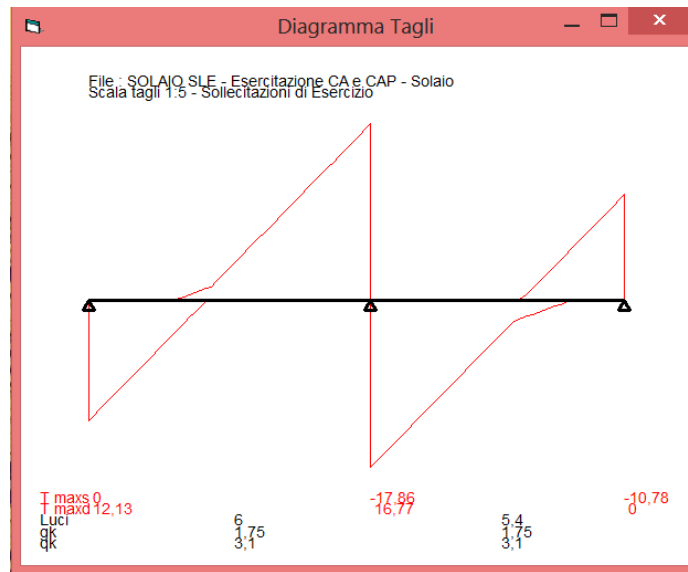 Diagramma Tagli
File : SOLAIO SLE - Esercitazione CA e CAP - Solaio
Scala tagli 1:5 - Sollecitazioni di Esercizio
T maxs 0 -17,86 -10,78
T maxd 12,13 16,77 0
Luci 6 5,4
qk 1,75 1,75
qk 3,1 3,1